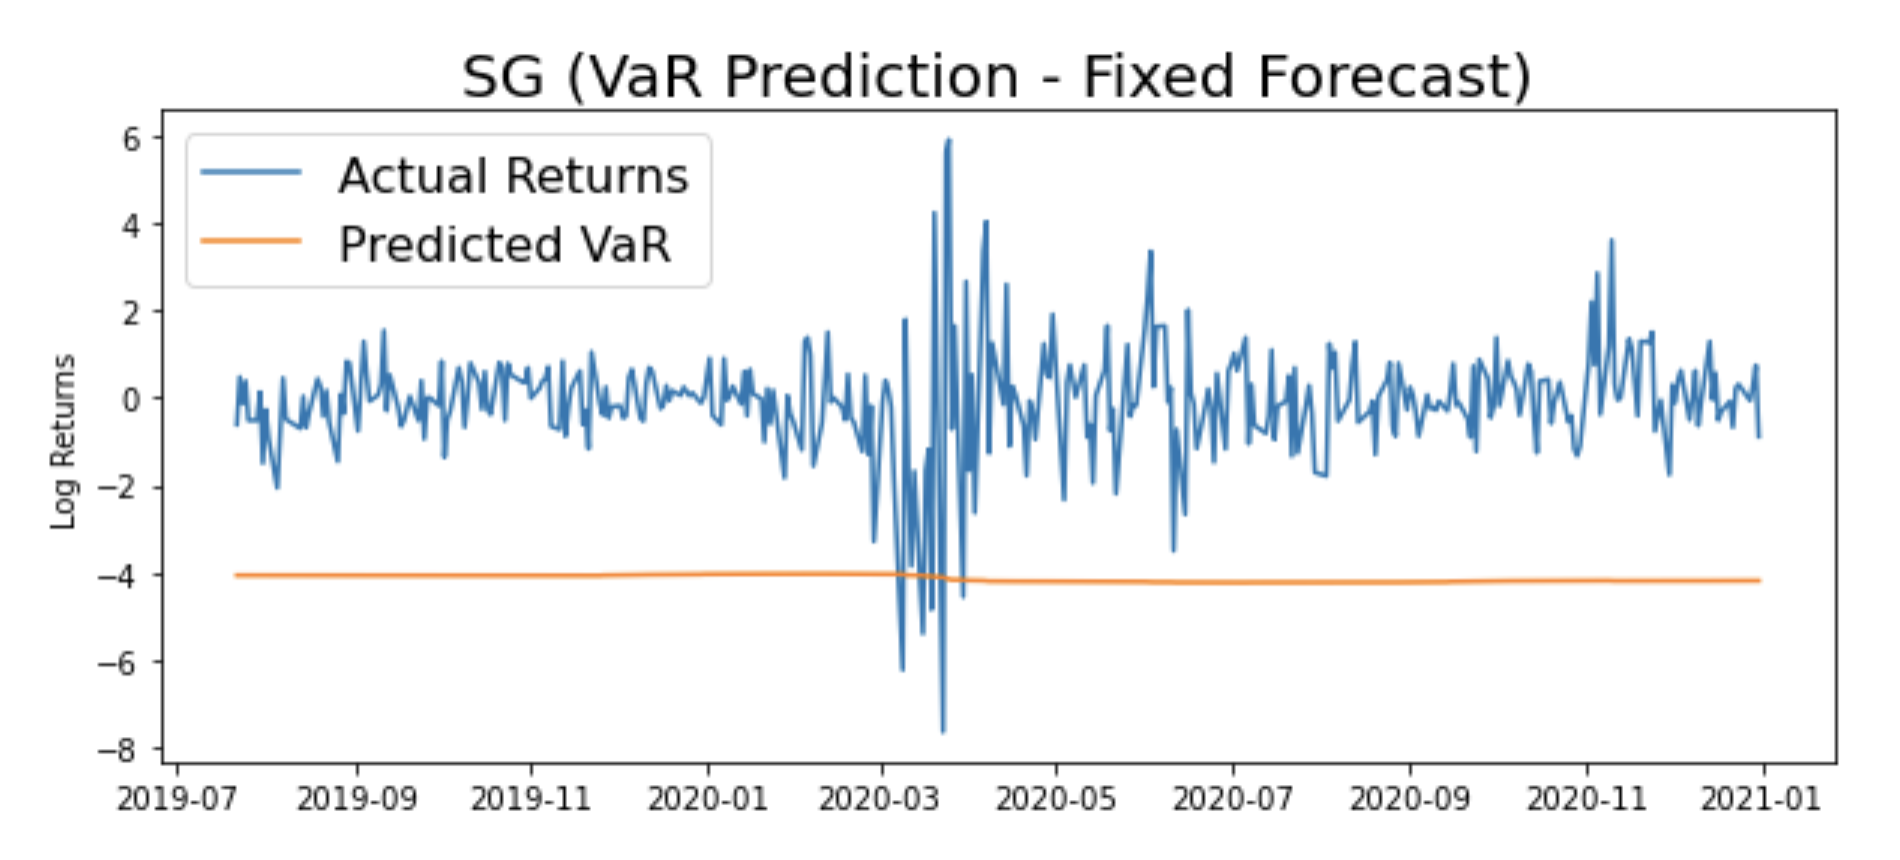 SG (VaR Prediction - Fixed Forecast)
Actual Returns
Predicted VaR
Log Returns
6
4
2
0
−2
−4
−6
−8
2019-07 2019-09 2019-11 2020-01 2020-03 2020-05 2020-07 2020-09 2020-11 2021-01